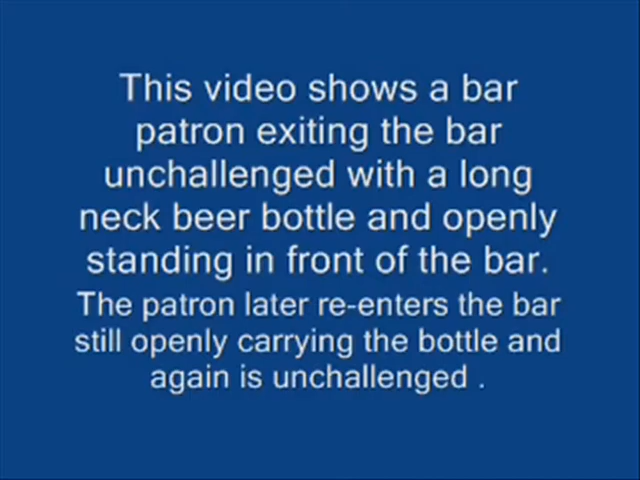 This video shows a bar
patron exiting the bar
unchallenged with a long
neck beer bottle and openly
standing in front of the bar.
The patron later re-enters the bar
still openly carrying the bottle and
again is unchallenged .